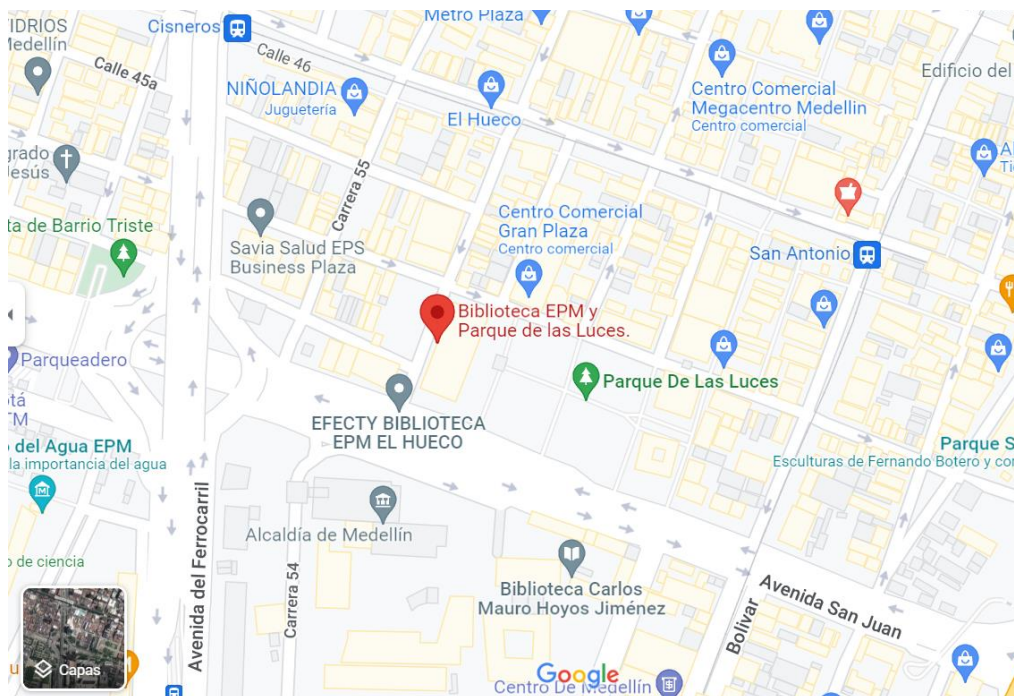 IDRIOS
Medellín
Cisneros
Metro Plaza
Calle 45a
Calle 46
Edificio del
NIÑOLANDIA
Juguetería
El Hueco
Centro Comercial
Megacentro Medellin
Centro comercial
grado
Jesús
Carrera 55
ta de Barrio Triste
Savia Salud EPS
Business Plaza
Centro Comercial
Gran Plaza
Centro comercial
San Antonio
Biblioteca EPM y
Parque de las Luces.
Parqueadero
Parque De Las Luces
EFECTY BIBLIOTECA
EPM EL HUECO
del Agua EPM
la importancia del agua
Parque S
Esculturas de Fernando Botero y co
Avenida del Ferrocarril
Alcaldía de Medellín
Carrera 54
o de ciencia
Biblioteca Carlos
Mauro Hoyos Jiménez
Avenida San Juan
Bolivar
Capas
Google
Centro De Medellín